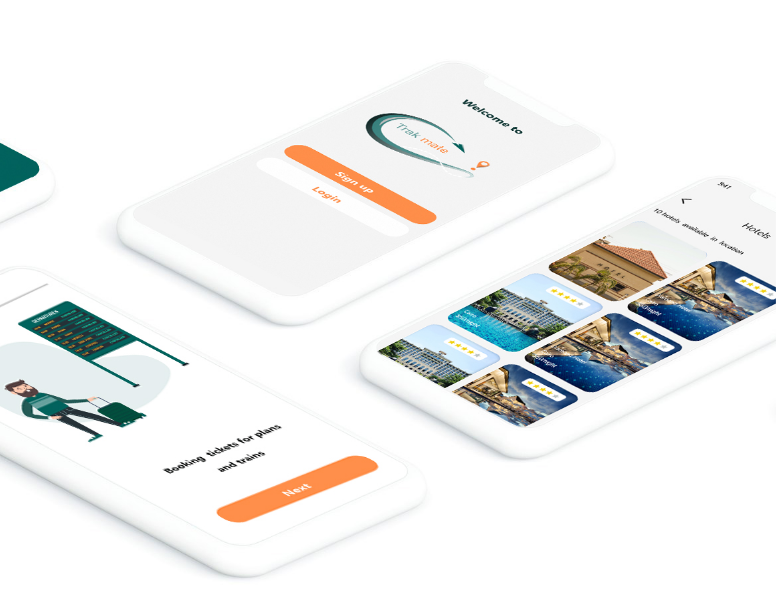 Welcome to
Trak mate
Sign up
Login
9:41
Hotels
10 hotels available in location
DEPARTURES
Booking tickets for plans
and trains
Next